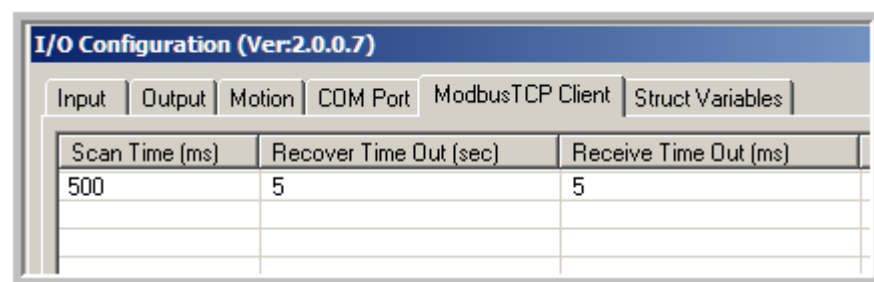 I/O Configuration (Ver:2.0.0.7)
Input Output Motion COM Port ModbusTCP Client Struct Variables
Scan Time (ms) Recover Time Out (sec) Receive Time Out (ms)
500 5 5